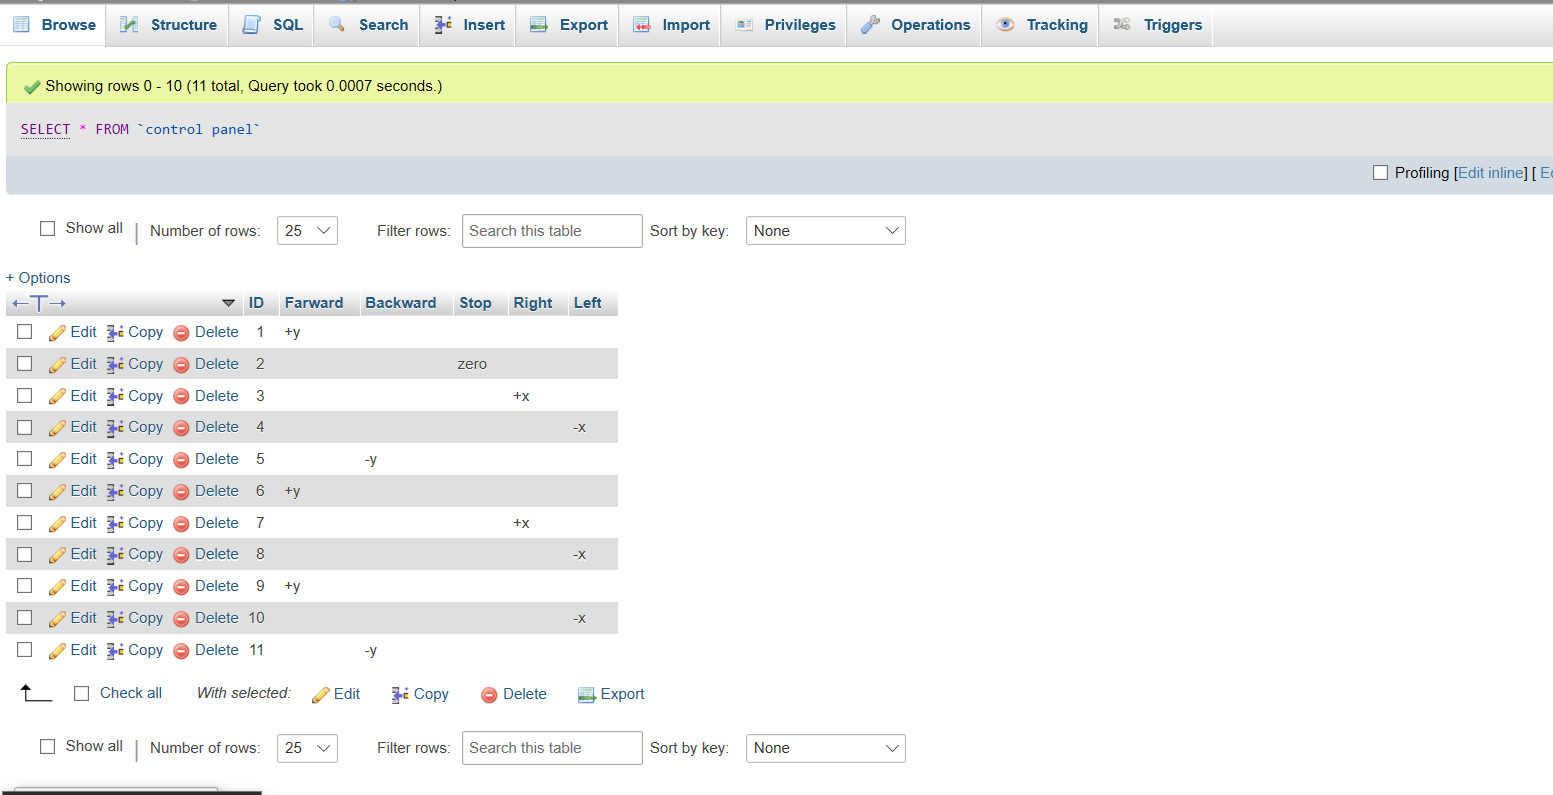 Browse Structure SQL Search Insert Export Import Privileges Operations Tracking Triggers
Showing rows 0 - 10 (11 total, Query took 0.0007 seconds.)
SELECT * FROM `control panel`
Profiling [Edit inline] [
Show all | Number of rows: 25 Filter rows: Search this table Sort by key: None
+ Options
←T→ ID Farward Backward Stop Right Left
Edit Copy Delete 1 +y
Edit Copy Delete 2 zero
Edit Copy Delete 3 +x
Edit Copy Delete 4 -x
Edit Copy Delete 5 -y
Edit Copy Delete 6 +y
Edit Copy Delete 7 +x
Edit Copy Delete 8 -x
Edit Copy Delete 9 +y
Edit Copy Delete 10 -x
Edit Copy Delete 11 -y
Check all With selected: Edit Copy Delete Export
Show all | Number of rows: 25 Filter rows: Search this table Sort by key: None